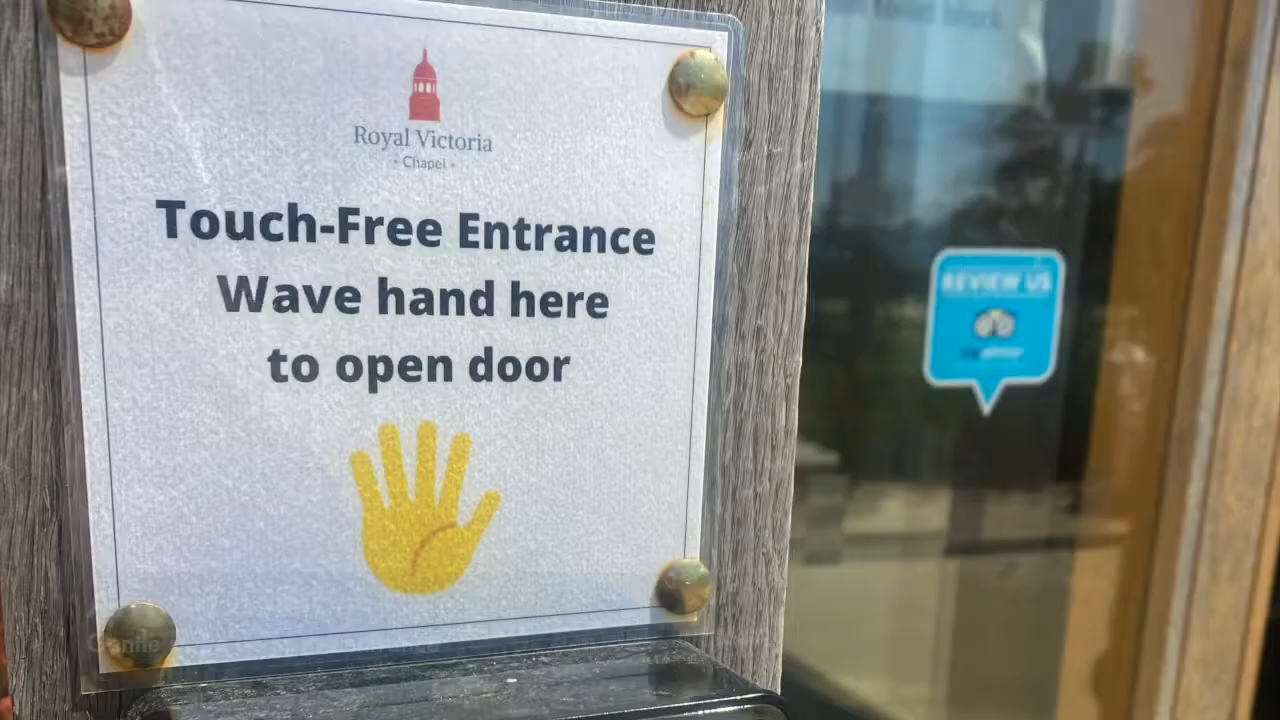 Royal Victoria
- Chapel -
Touch-Free Entrance
Wave hand here
to open door
REVIEW US